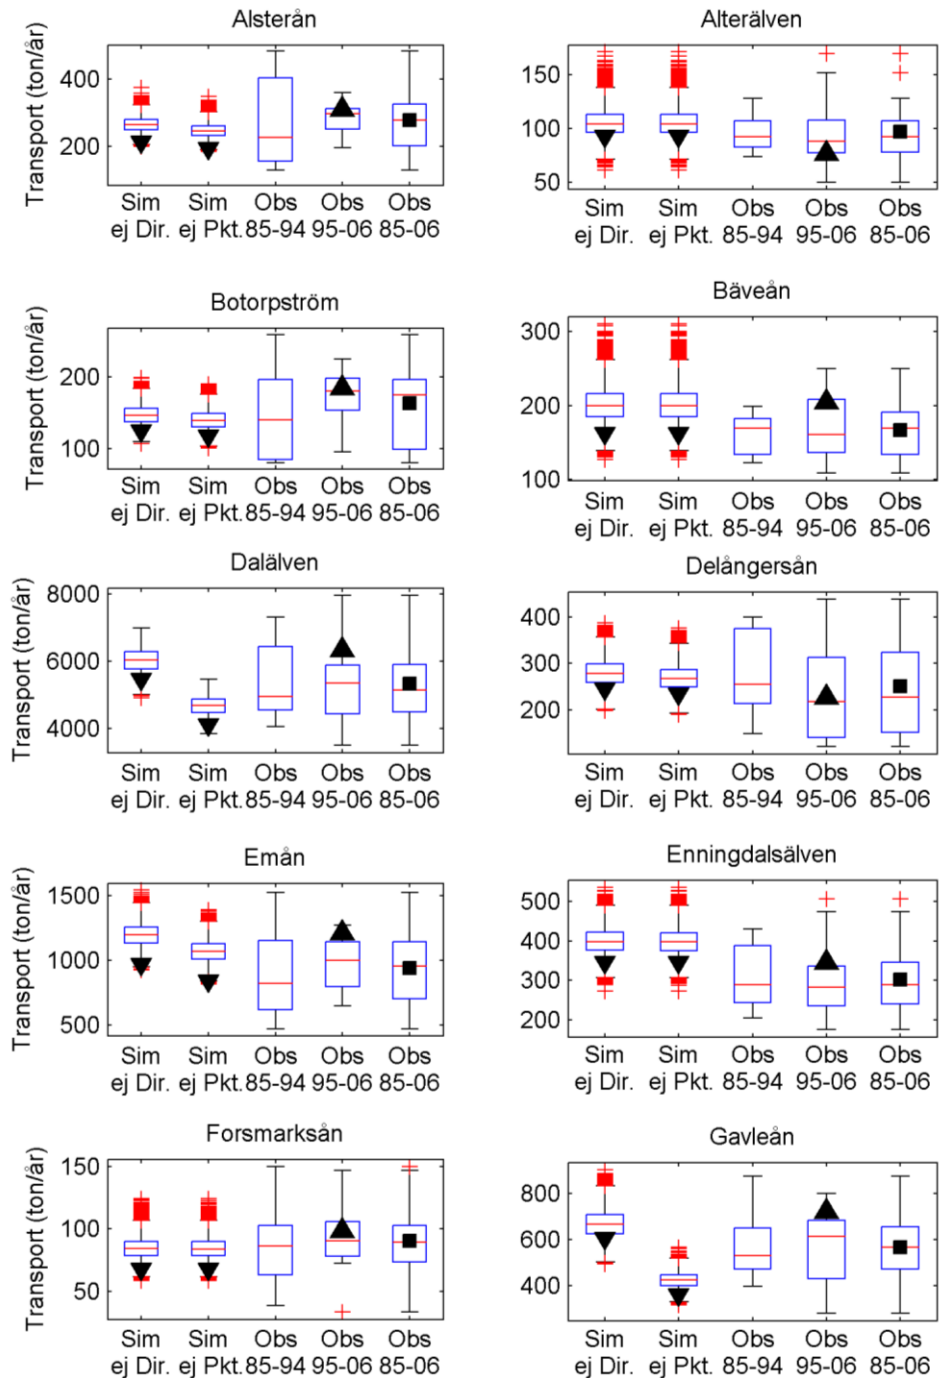 Alsterån
Transport (ton/år)
400
200
Sim Sim Obs Obs Obs
ej Dir. ej Pkt. 85-94 95-06 85-06
Alterälven
150
100
50
Sim Sim Obs Obs Obs
ej Dir. ej Pkt. 85-94 95-06 85-06
Botorpström
Transport (ton/år)
200
100
Sim Sim Obs Obs Obs
ej Dir. ej Pkt. 85-94 95-06 85-06
Bäveån
300
200
100
Sim Sim Obs Obs Obs
ej Dir. ej Pkt. 85-94 95-06 85-06
Dalälven
Transport (ton/år)
8000
6000
4000
Sim Sim Obs Obs Obs
ej Dir. ej Pkt. 85-94 95-06 85-06
Delångersån
400
300
200
Sim Sim Obs Obs Obs
ej Dir. ej Pkt. 85-94 95-06 85-06
Emån
Transport (ton/år)
1500
1000
500
Sim Sim Obs Obs Obs
ej Dir. ej Pkt. 85-94 95-06 85-06
Enningdalsälven
500
400
300
200
Sim Sim Obs Obs Obs
ej Dir. ej Pkt. 85-94 95-06 85-06
Forsmarksån
Transport (ton/år)
150
100
50
Sim Sim Obs Obs Obs
ej Dir. ej Pkt. 85-94 95-06 85-06
Gavleån
800
600
400
Sim Sim Obs Obs Obs
ej Dir. ej Pkt. 85-94 95-06 85-06